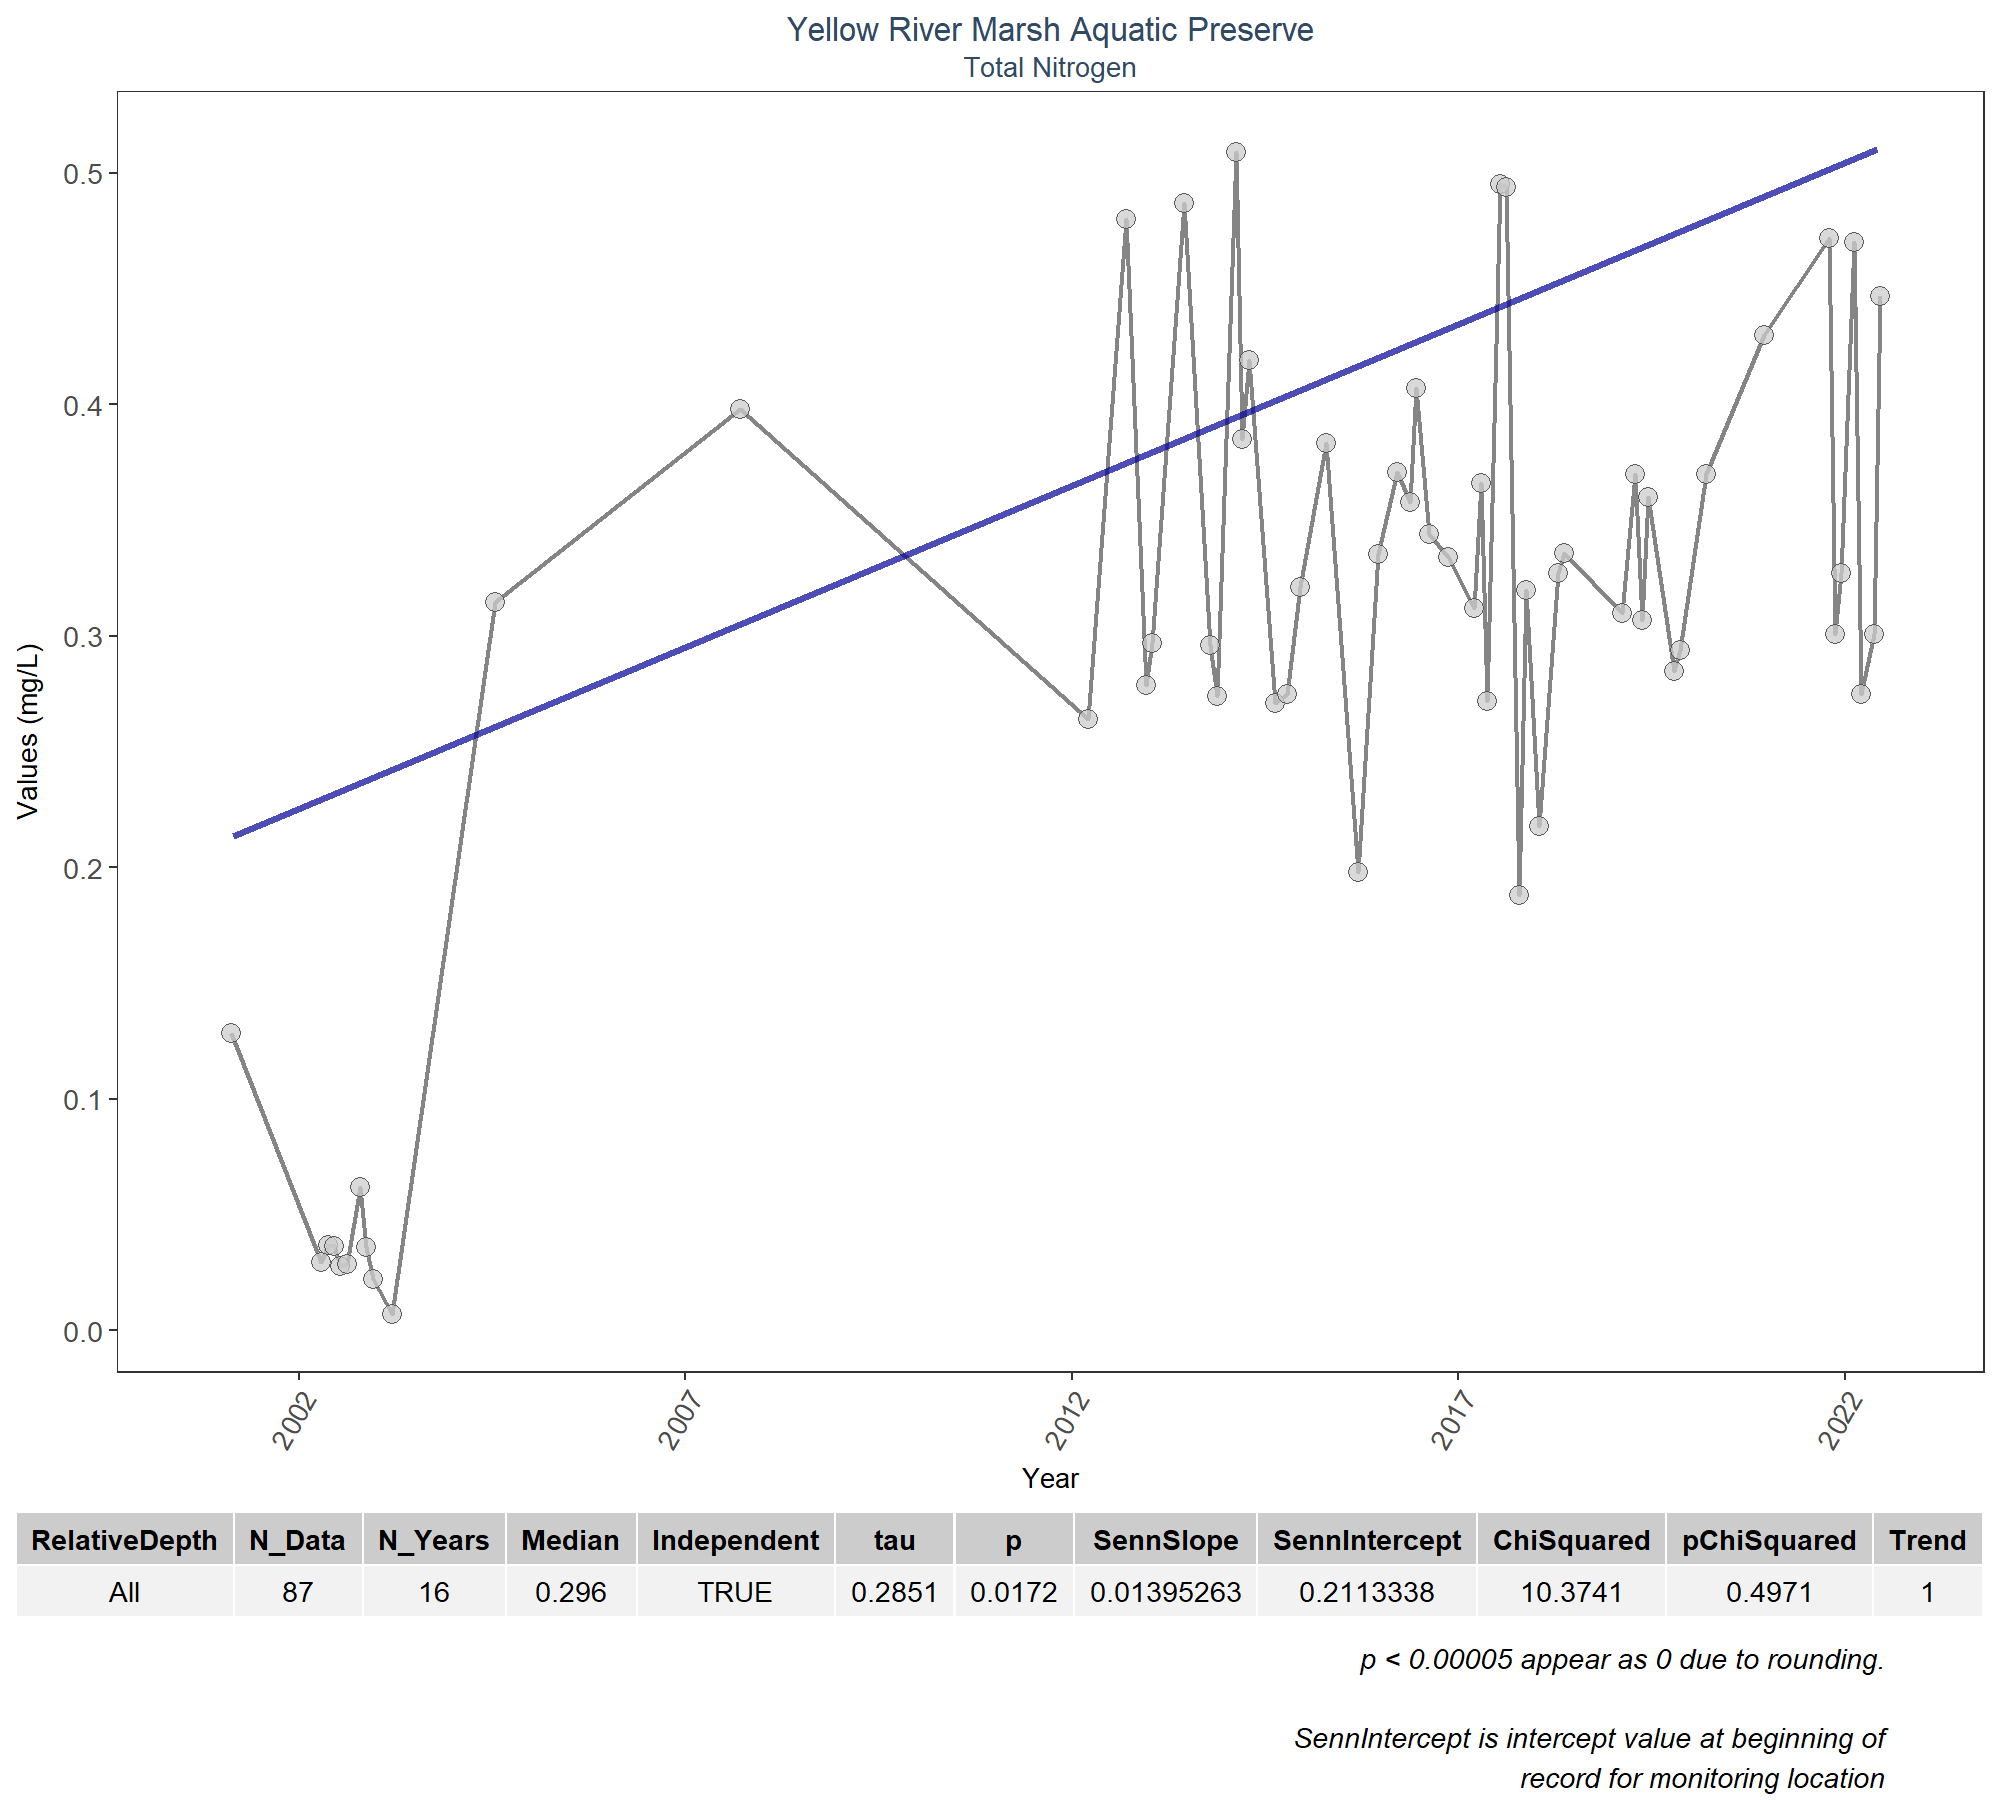 Yellow River Marsh Aquatic Preserve
Total Nitrogen
Values (mg/L)
0.5
0.4
0.3
0.2
0.1
0.0
2002 2007 2012 2017 2022
Year
RelativeDepth N_Data N_Years Median Independent tau p SennSlope SennIntercept ChiSquared pChiSquared Trend
All 87 16 0.296 TRUE 0.2851 0.0172 0.01395263 0.2113338 10.3741 0.4971 1
p < 0.00005 appear as 0 due to rounding.
SennIntercept is intercept value at beginning of
record for monitoring location